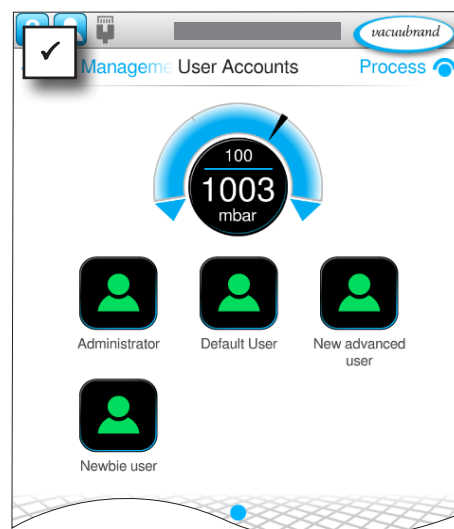 vacuubrand
Manageme User Accounts Process
100
1003
mbar
Administrator Default User New advanced
user
Newbie user